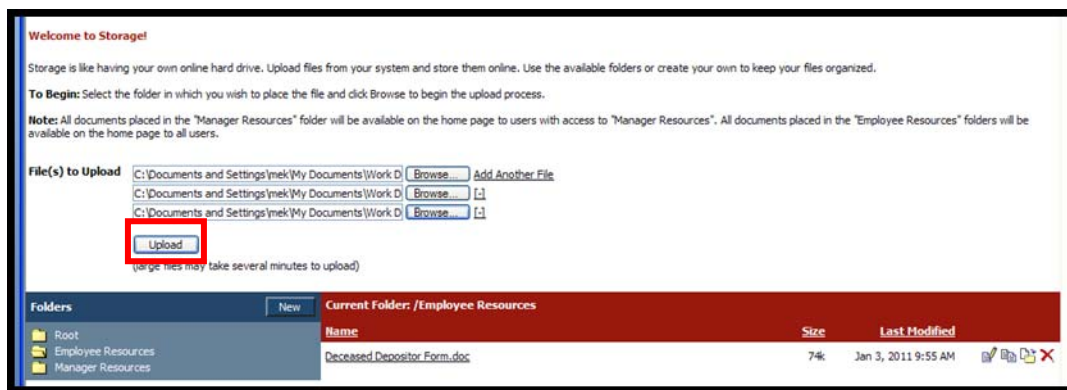 Welcome to Storage!
Storage is like having your own online hard drive. Upload files from your system and store them online. Use the available folders or create your own to keep your files organized.
To Begin: Select the folder in which you wish to place the file and click Browse to begin the upload process.
Note: All documents placed in the "Manager Resources" folder will be available on the home page to users with access to "Manager Resources". All documents placed in the "Employee Resources" folders will be
available on the home page to all users.
File(s) to Upload C:\Documents and Settings\mek\My Documents\Work D Browse... Add Another File
C:\Documents and Settings\mek\My Documents\Work D Browse... [-]
C:\Documents and Settings\mek\My Documents\Work D Browse... [-]
Upload
(large files may take several minutes to upload)
Folders New Current Folder: /Employee Resources
Root Name Size Last Modified
Employee Resources Deceased Depositor Form.doc 74k Jan 3, 2011 9:55 AM
Manager Resources